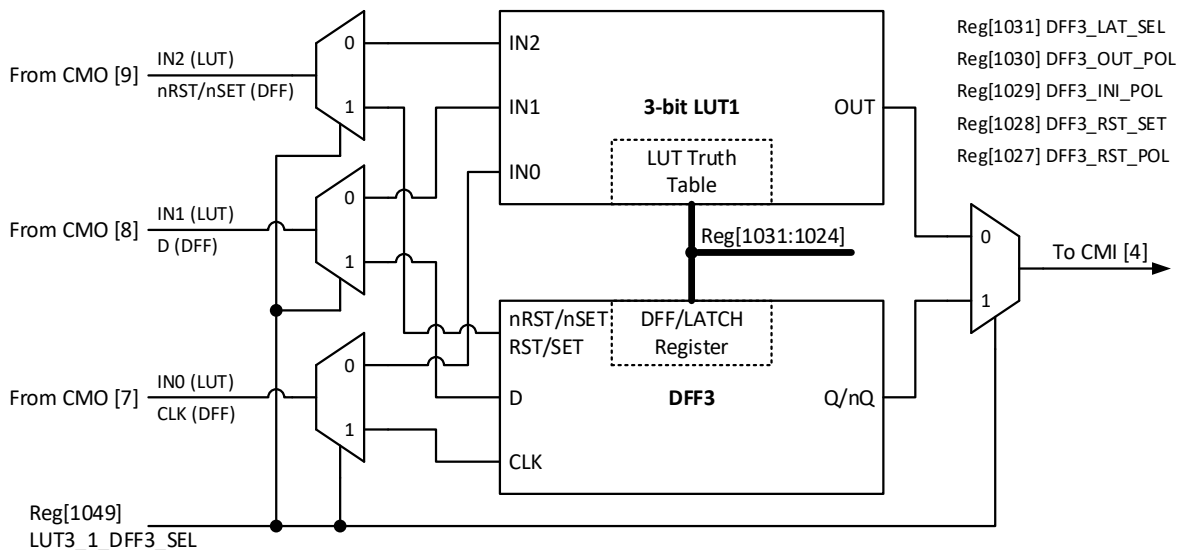 From CMO [9]
IN2 (LUT)
nRST/nSET (DFF)
0
1
From CMO [8]
IN1 (LUT)
D (DFF)
0
1
From CMO [7]
IN0 (LUT)
CLK (DFF)
0
1
Reg[1049]
LUT3_1_DFF3_SEL
IN2
IN1
IN0
3-bit LUT1
OUT
LUT Truth
Table
Reg[1031:1024]
nRST/nSET
RST/SET
DFF/LATCH
Register
D
DFF3
Q/nQ
CLK
Reg[1031] DFF3_LAT_SEL
Reg[1030] DFF3_OUT_POL
Reg[1029] DFF3_INI_POL
Reg[1028] DFF3_RST_SET
Reg[1027] DFF3_RST_POL
0
1
To CMI [4]